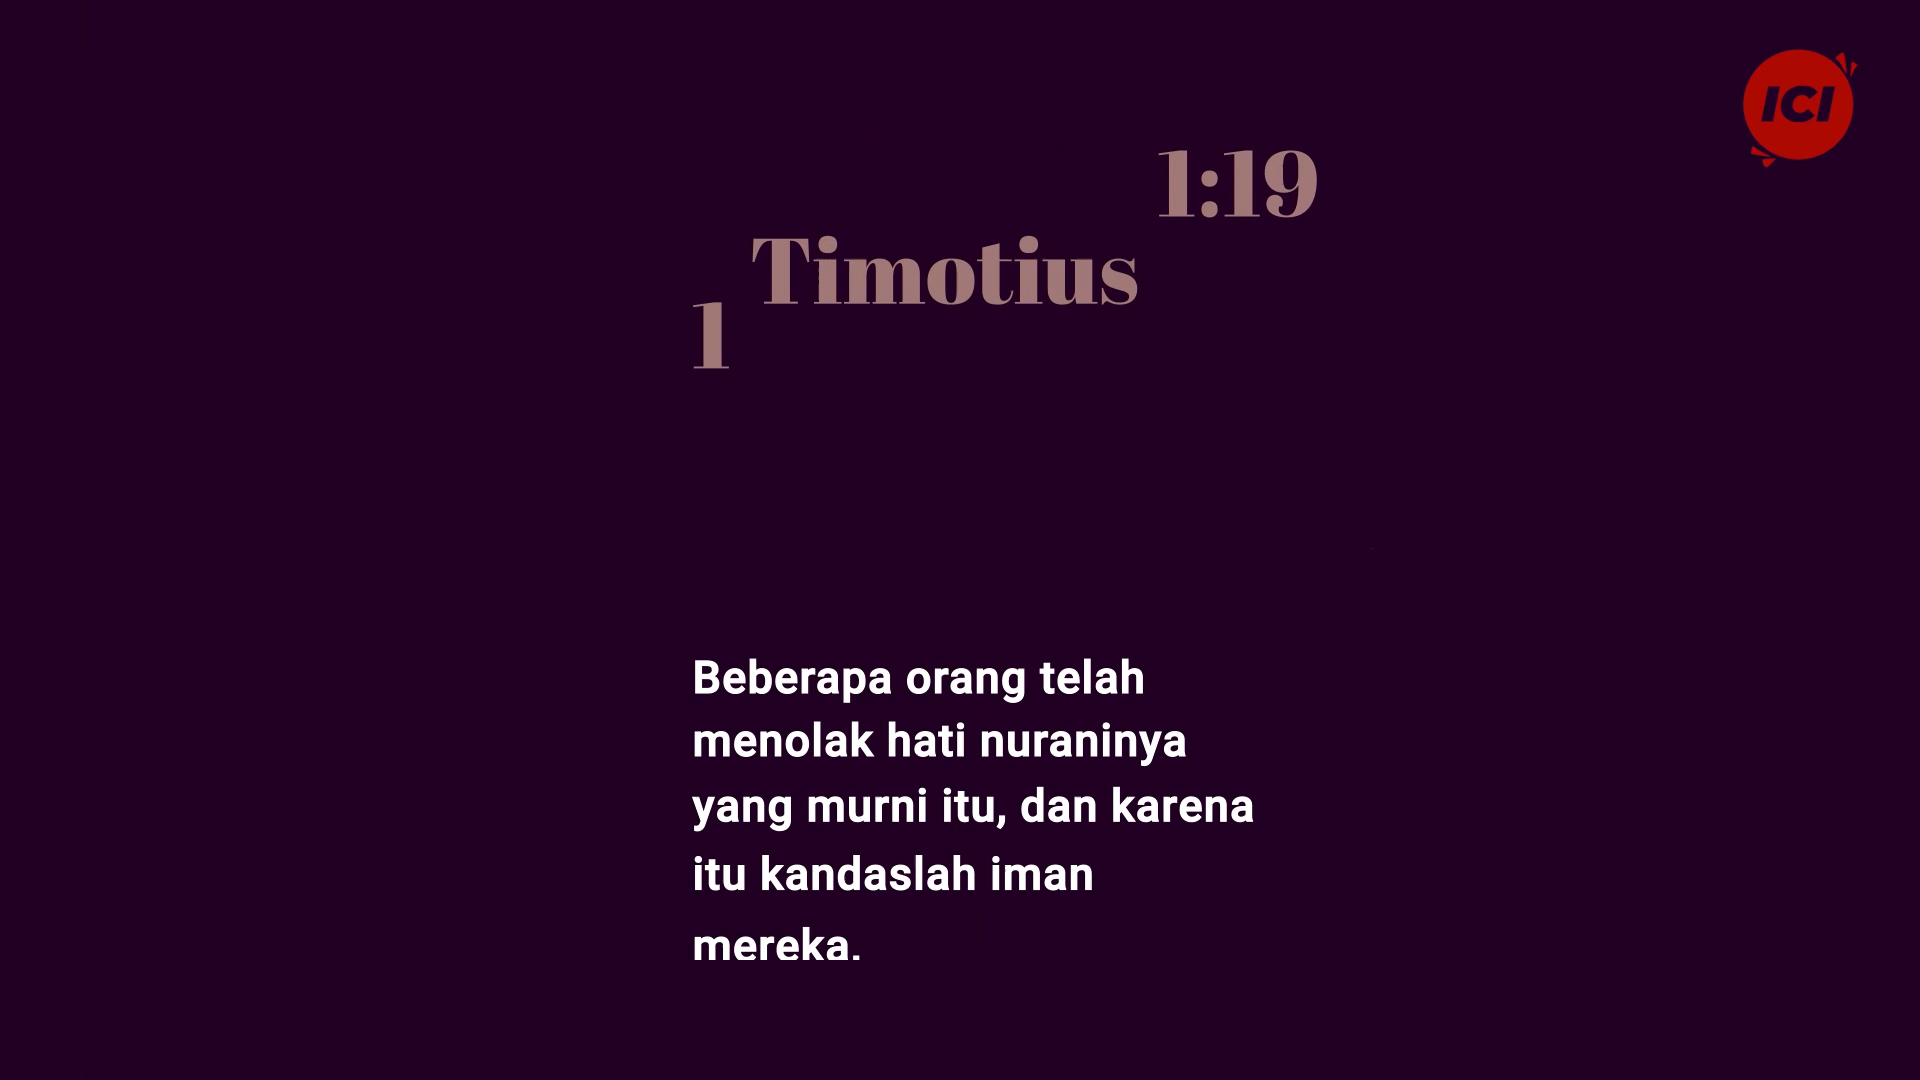 ICI
1 Timotius 1:19
Beberapa orang telah
menolak hati nuraninya
yang murni itu, dan karena
itu kandaslah iman
mereka.